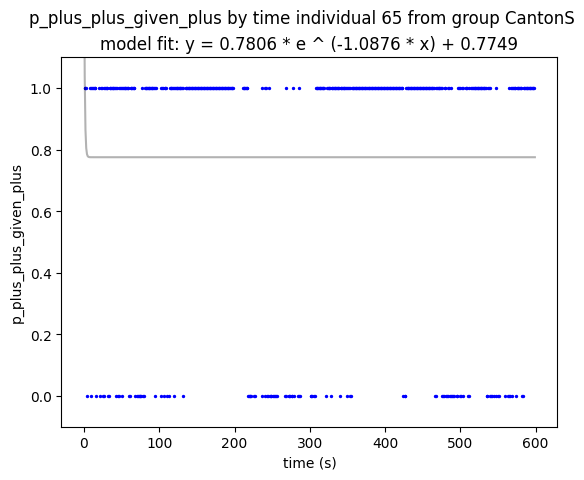 p_plus_plus_given_plus by time individual 65 from group CantonS
model fit: y = 0.7806 * e ^ (-1.0876 * x) + 0.7749
p_plus_plus_given_plus
1.0
0.8
0.6
0.4
0.2
0.0
0 100 200 300 400 500 600
time (s)